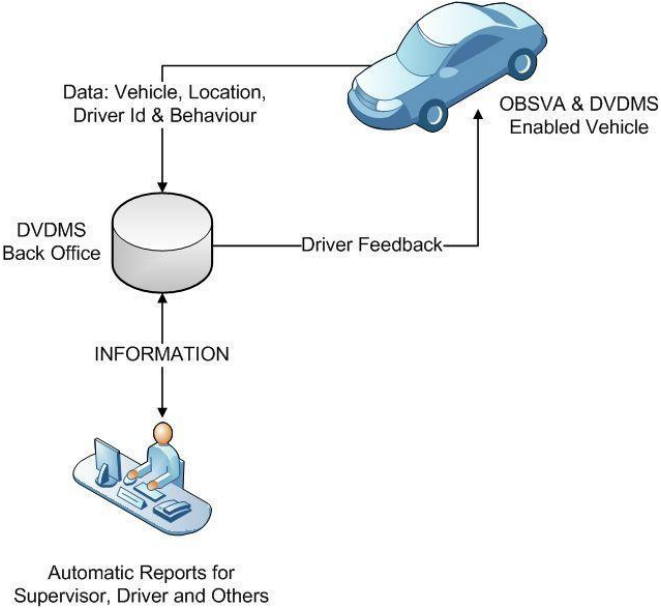 Data: Vehicle, Location,
Driver Id & Behaviour
OBSVA & DVDMS
Enabled Vehicle
DVDMS
Back Office
Driver Feedback
INFORMATION
Automatic Reports for
Supervisor, Driver and Others